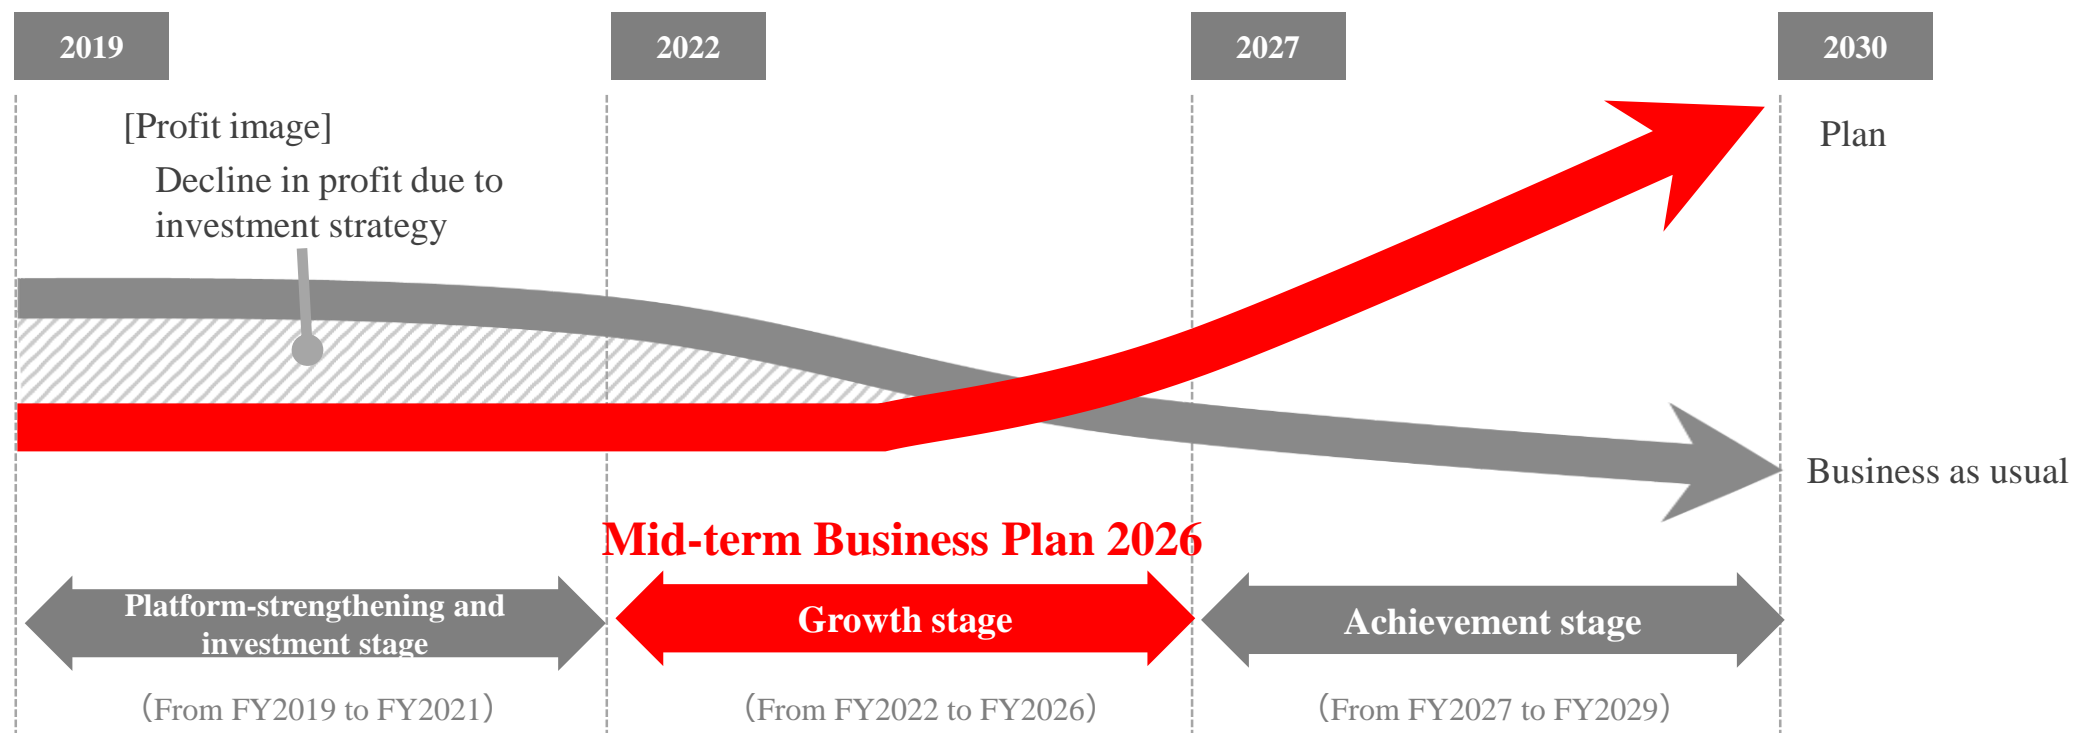 2019
2022
2027
2030
[Profit image]
Decline in profit due to
investment strategy
Plan
Business as usual
Mid-term Business Plan 2026
Platform-strengthening and
investment stage
Growth stage
Achievement stage
（From FY2019 to FY2021）
（From FY2022 to FY2026）
（From FY2027 to FY2029）